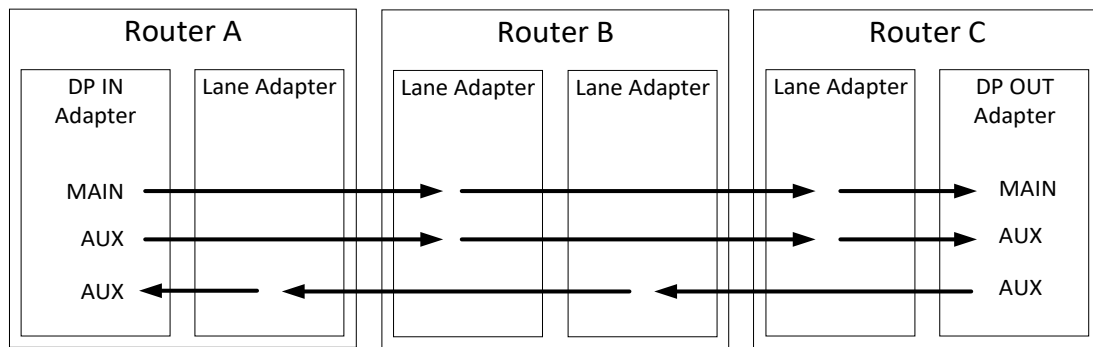 Router A
Router B
Router C
DP IN
Adapter
Lane Adapter
Lane Adapter
Lane Adapter
Lane Adapter
DP OUT
Adapter
MAIN
MAIN
AUX
AUX
AUX
AUX